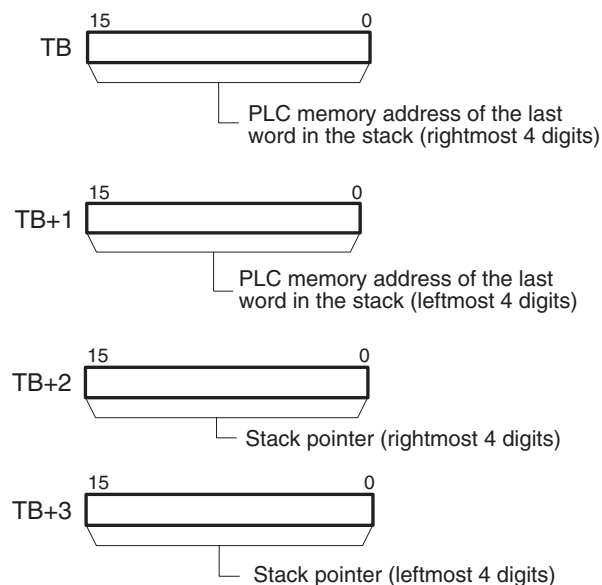 15 0
TB
PLC memory address of the last
word in the stack (rightmost 4 digits)
15 0
TB+1
PLC memory address of the last
word in the stack (leftmost 4 digits)
15 0
TB+2
Stack pointer (rightmost 4 digits)
15 0
TB+3
Stack pointer (leftmost 4 digits)